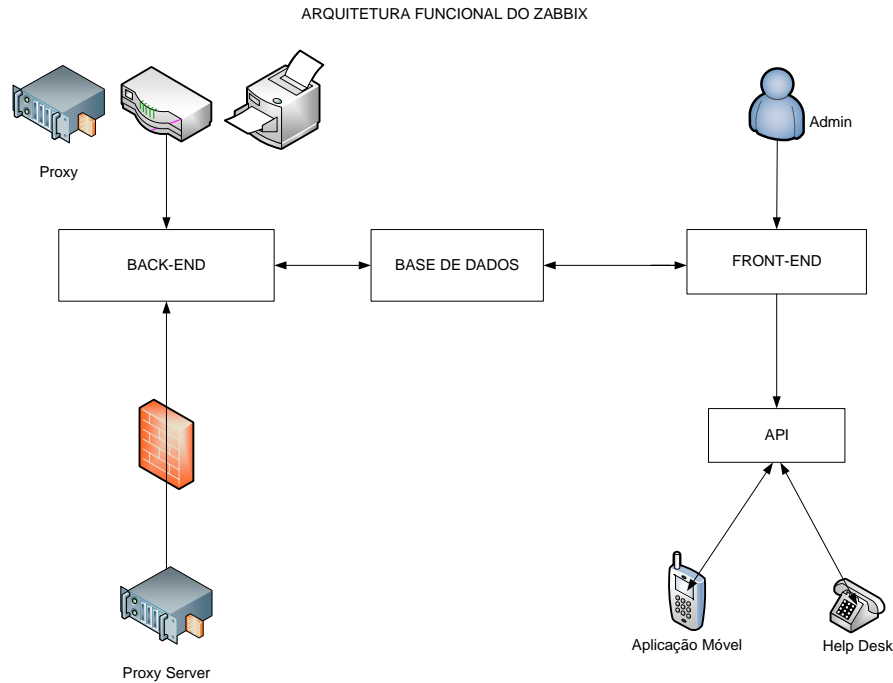 ARQUITETURA FUNCIONAL DO ZABBIX
Admin
Proxy
BACK-END
BASE DE DADOS
FRONT-END
API
Aplicação Móvel
Help Desk
Proxy Server